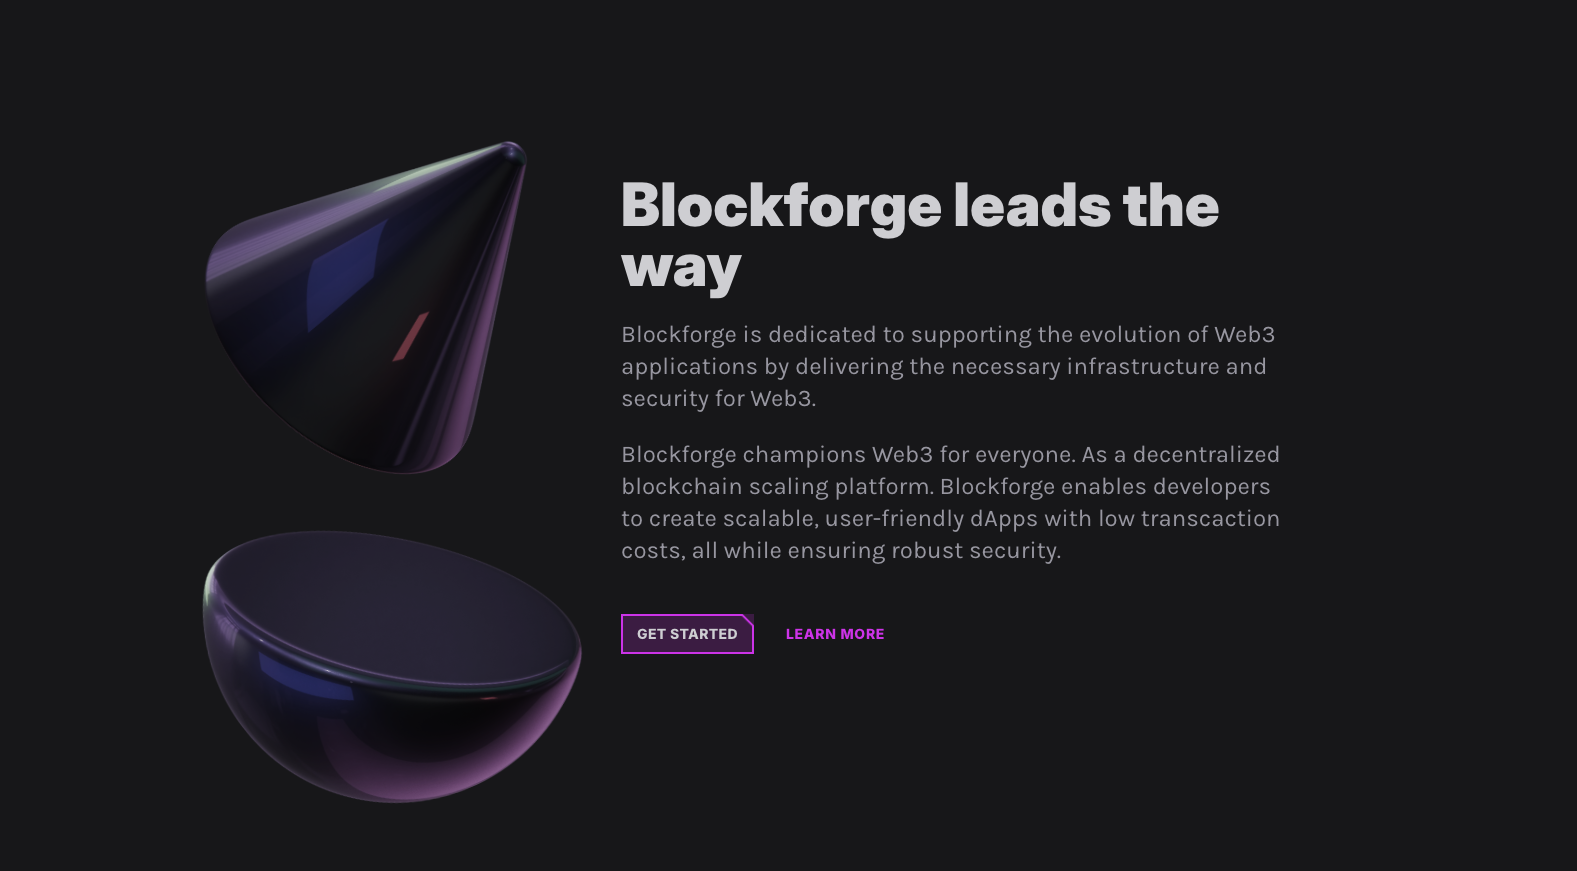 Blockforge leads the
way
Blockforge is dedicated to supporting the evolution of Web3
applications by delivering the necessary infrastructure and
security for Web3.
Blockforge champions Web3 for everyone. As a decentralized
blockchain scaling platform. Blockforge enables developers
to create scalable, user-friendly dApps with low transcaction
costs, all while ensuring robust security.
GET STARTED
LEARN MORE